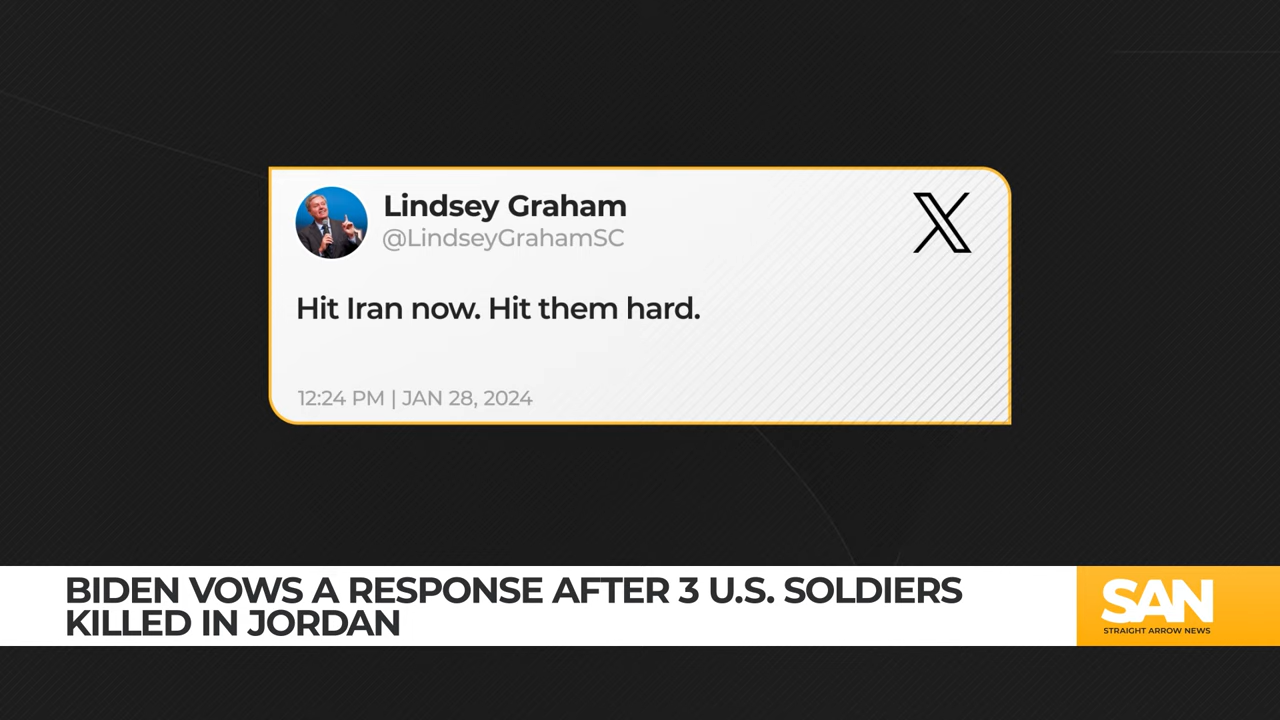 Lindsey Graham
@LindseyGrahamSC
Hit Iran now. Hit them hard.
12:24 PM | JAN 28, 2024
BIDEN VOWS A RESPONSE AFTER 3 U.S. SOLDIERS
KILLED IN JORDAN
SAN
STRAIGHT ARROW NEWS